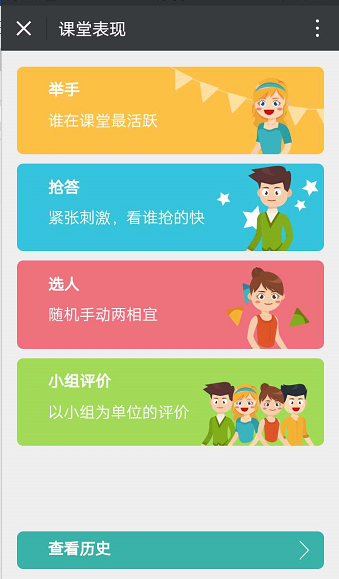 课堂表现
举手
谁在课堂最活跃
抢答
紧张刺激，看谁抢的快
选人
随机手动两相宜
小组评价
以小组为单位的评价
查看历史